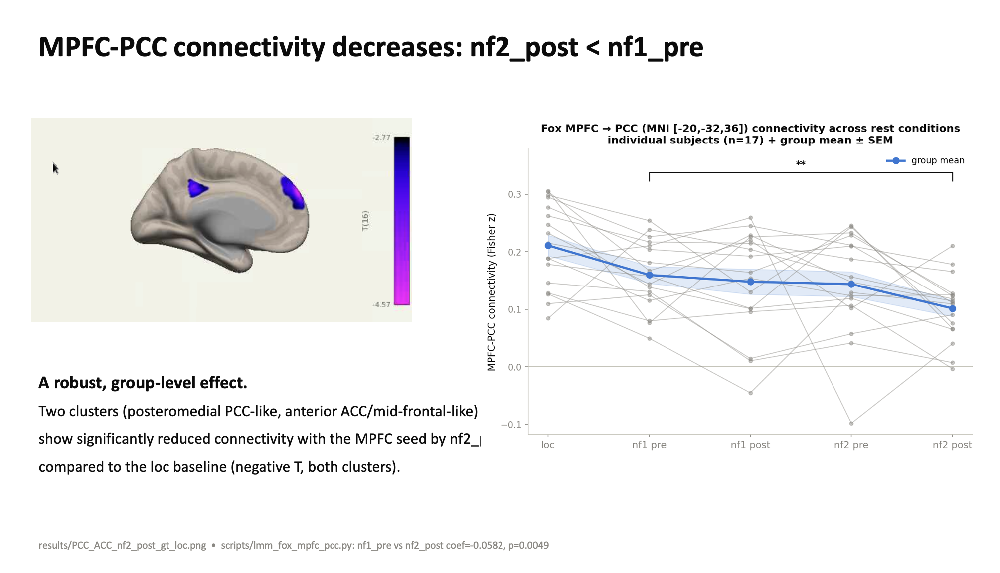 MPFC-PCC connectivity decreases: nf2_post < nf1_pre
-2.77
T(16)
-4.57
Fox MPFC → PCC (MNI [-20,-32,36]) connectivity across rest conditions
individual subjects (n=17) + group mean ± SEM
**
group mean
MPFC-PCC connectivity (Fisher z)
0.3
0.2
0.1
0.0
−0.1
loc nf1 pre nf1 post nf2 pre nf2 post
A robust, group-level effect.
Two clusters (posteromedial PCC-like, anterior ACC/mid-frontal-like)
show significantly reduced connectivity with the MPFC seed by nf2_
compared to the loc baseline (negative T, both clusters).
results/PCC_ACC_nf2_post_gt_loc.png • scripts/lmm_fox_mpfc_pcc.py: nf1_pre vs nf2_post coef=-0.0582, p=0.0049